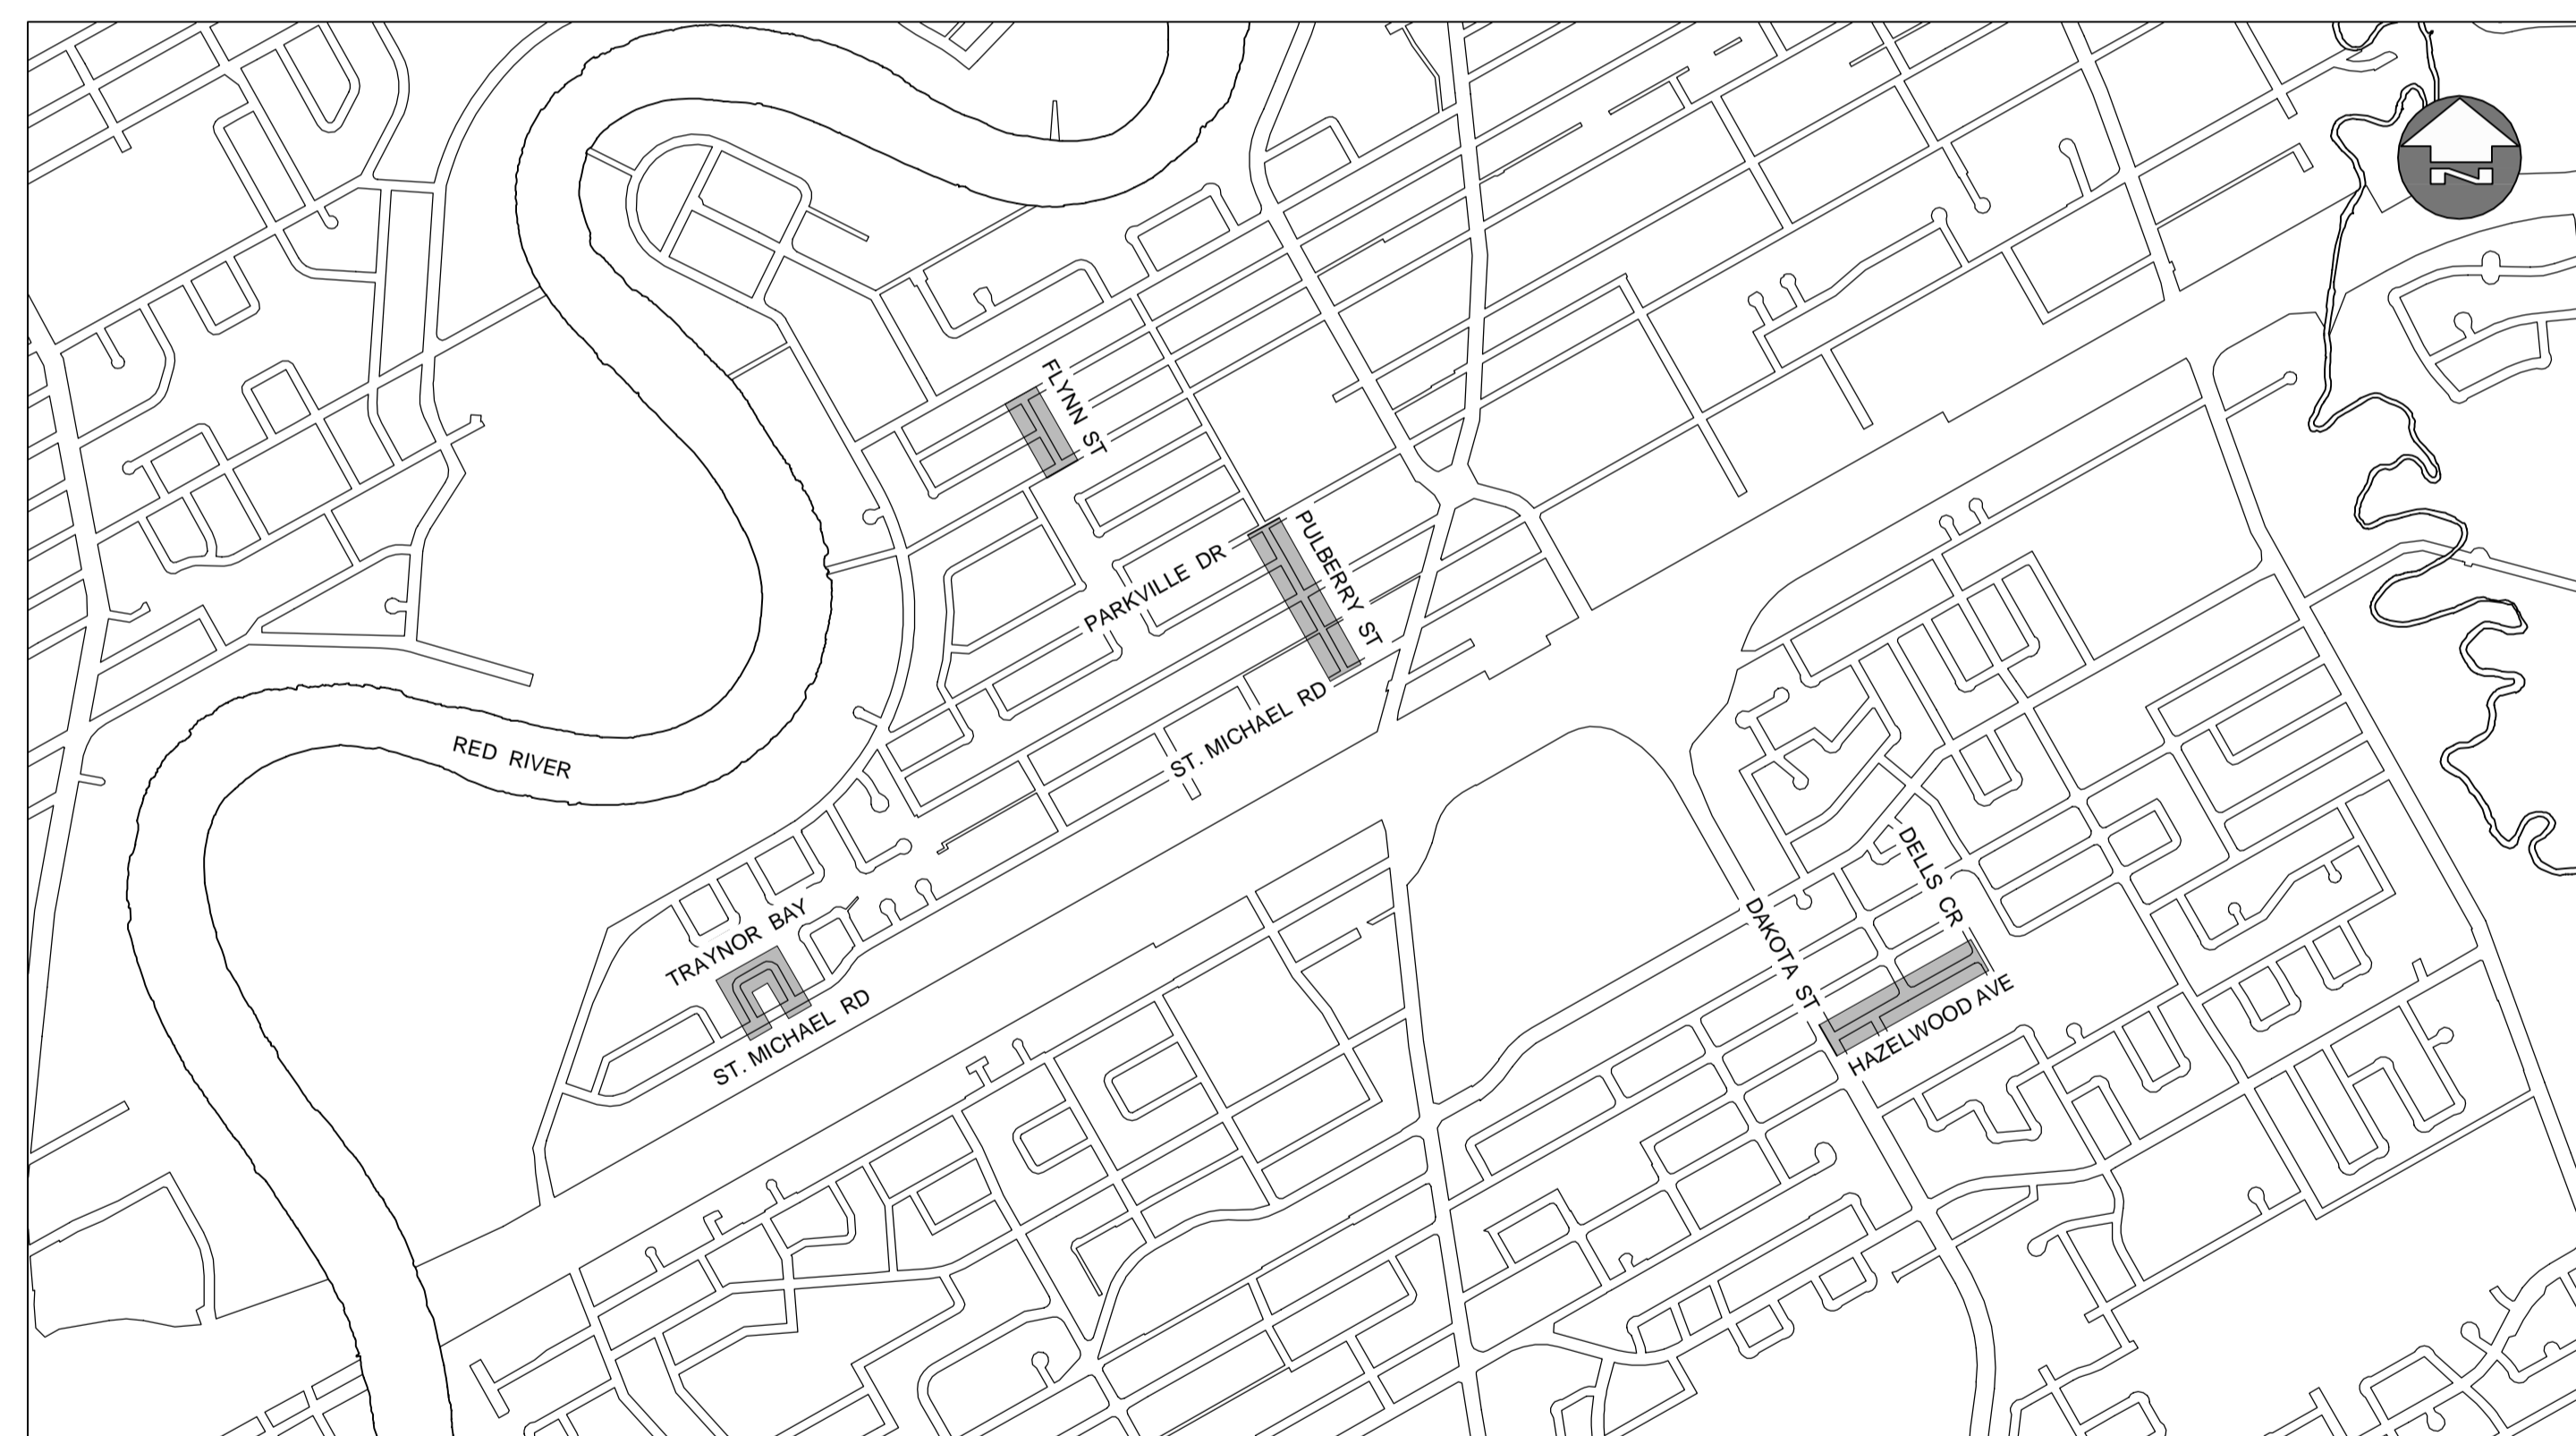 FLYNN ST
PULBERRY ST
PARKVILLE DR
ST. MICHAEL RD
RED RIVER
DELLS CR
DAKOTA ST
TRAYNOR BAY
HAZELWOOD AVE
ST. MICHAEL RD
N